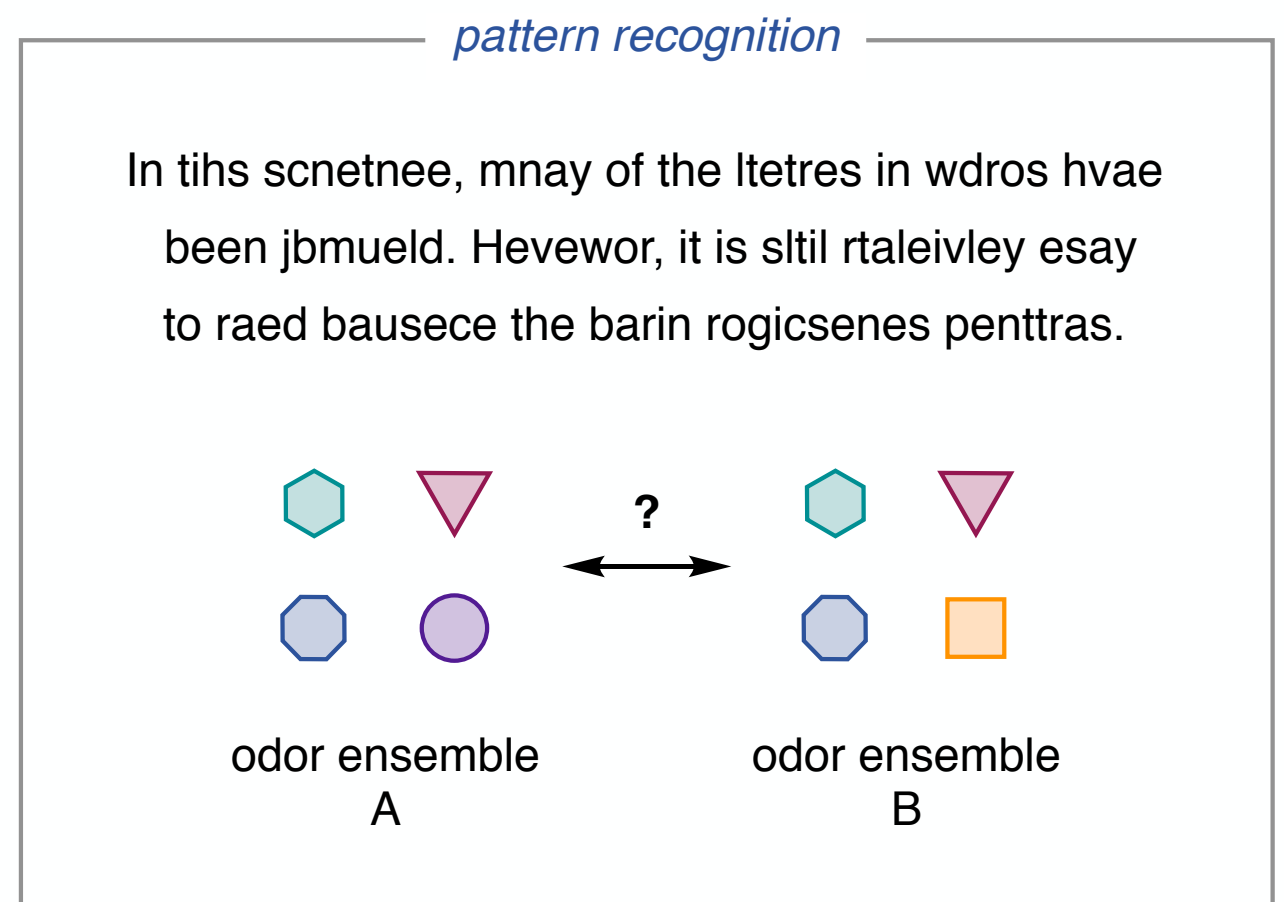 pattern recognition
In tihs scnetnee, mnay of the ltetres in wdros hvae
been jbmueld. Hevewor, it is sltil rtaleivley esay
to raed bausece the barin rogicsenes penttras.
?
odor ensemble
A
odor ensemble
B